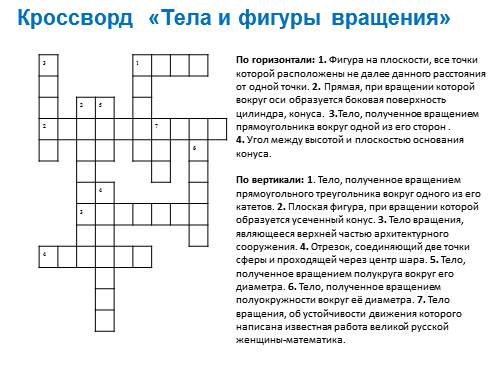 Кроссворд «Тела и фигуры вращения»
3
1
2 5
2 7
6
4
3
4
По горизонтали: 1. Фигура на плоскости, все точки
которой расположены не далее данного расстояния
от одной точки. 2. Прямая, при вращении которой
вокруг оси образуется боковая поверхность
цилиндра, конуса. 3.Тело, полученное вращением
прямоугольника вокруг одной из его сторон .
4. Угол между высотой и плоскостью основания
конуса.
По вертикали: 1. Тело, полученное вращением
прямоугольного треугольника вокруг одного из его
катетов. 2. Плоская фигура, при вращении которой
образуется усеченный конус. 3. Тело вращения,
являющееся верхней частью архитектурного
сооружения. 4. Отрезок, соединяющий две точки
сферы и проходящей через центр шара. 5. Тело,
полученное вращением полукруга вокруг его
диаметра. 6. Тело, полученное вращением
полуокружности вокруг её диаметра. 7. Тело
вращения, об устойчивости движения которого
написана известная работа великой русской
женщины-математика.